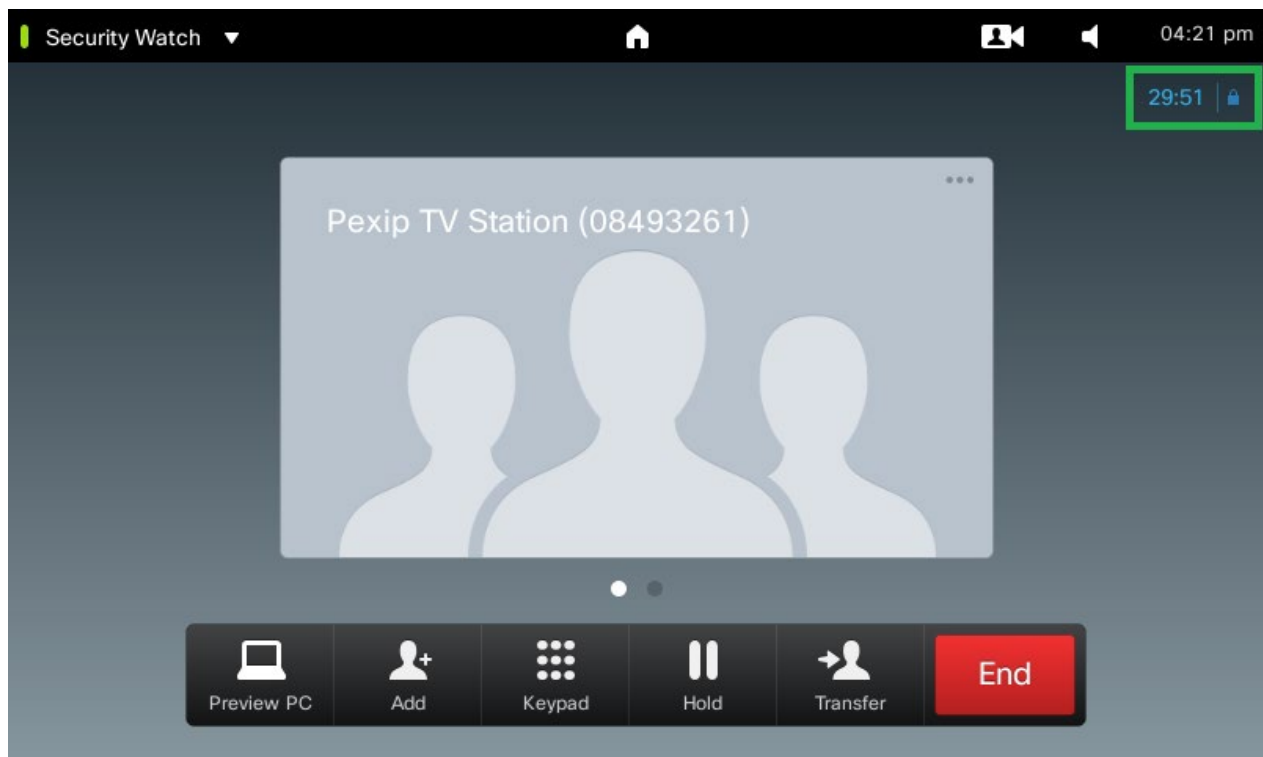 Security Watch
04:21 pm
29:51
Pexip TV Station (08493261)
Preview PC
Add
Keypad
Hold
Transfer
End